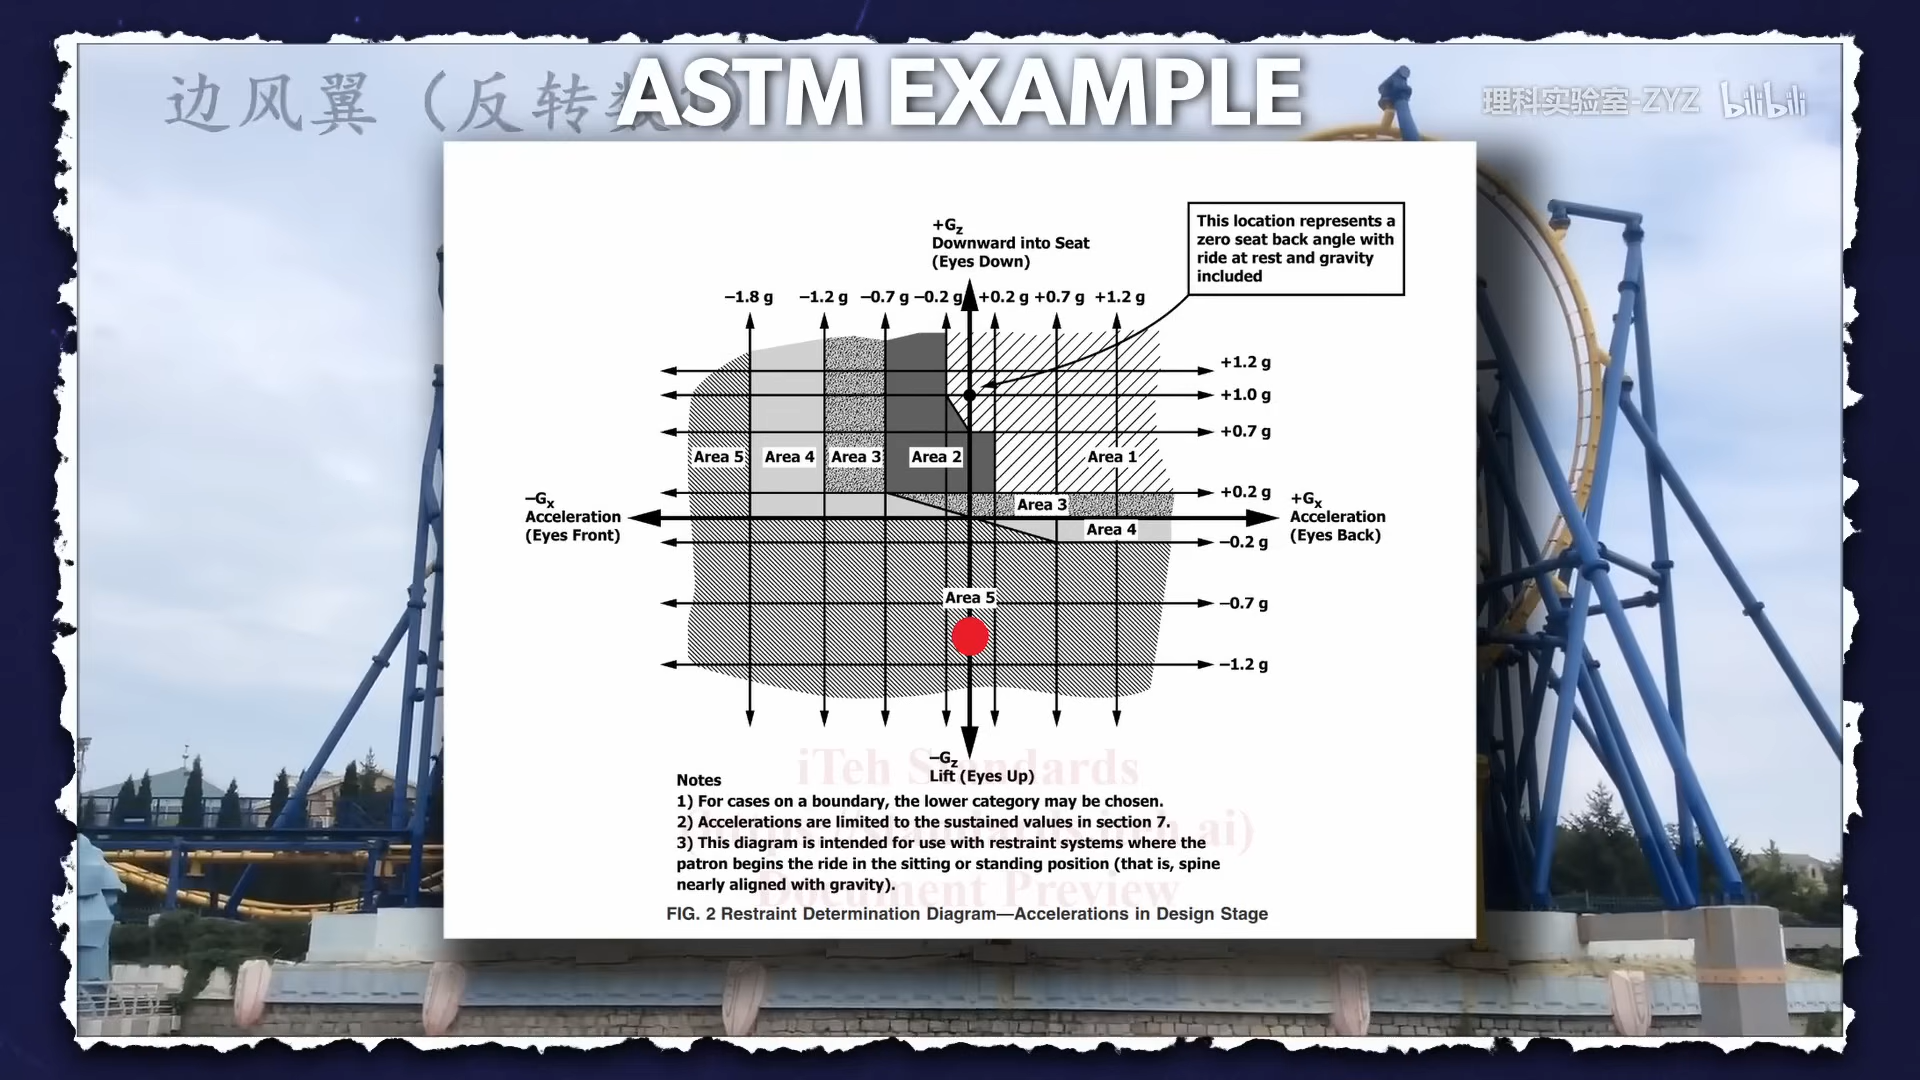 边风翼（反转数
ASTM EXAMPLE
理科实验室-ZYZ bilibili
+Gz
Downward into Seat
(Eyes Down)
This location represents a
zero seat back angle with
ride at rest and gravity
included
–1.8 g –1.2 g –0.7 g –0.2 g +0.2 g +0.7 g +1.2 g
+1.2 g
+1.0 g
+0.7 g
Area 5 Area 4 Area 3 Area 2 Area 1
+0.2 g
–Gx
Acceleration
(Eyes Front)
Area 3
+Gx
Acceleration
(Eyes Back)
Area 4
–0.2 g
Area 5
–0.7 g
–1.2 g
–Gz
Lift (Eyes Up)
iTeh Standards
Notes
1) For cases on a boundary, the lower category may be chosen.
2) Accelerations are limited to the sustained values in section 7.
3) This diagram is intended for use with restraint systems where the
patron begins the ride in the sitting or standing position (that is, spine
nearly aligned with gravity).
Document Preview
FIG. 2 Restraint Determination Diagram—Accelerations in Design Stage